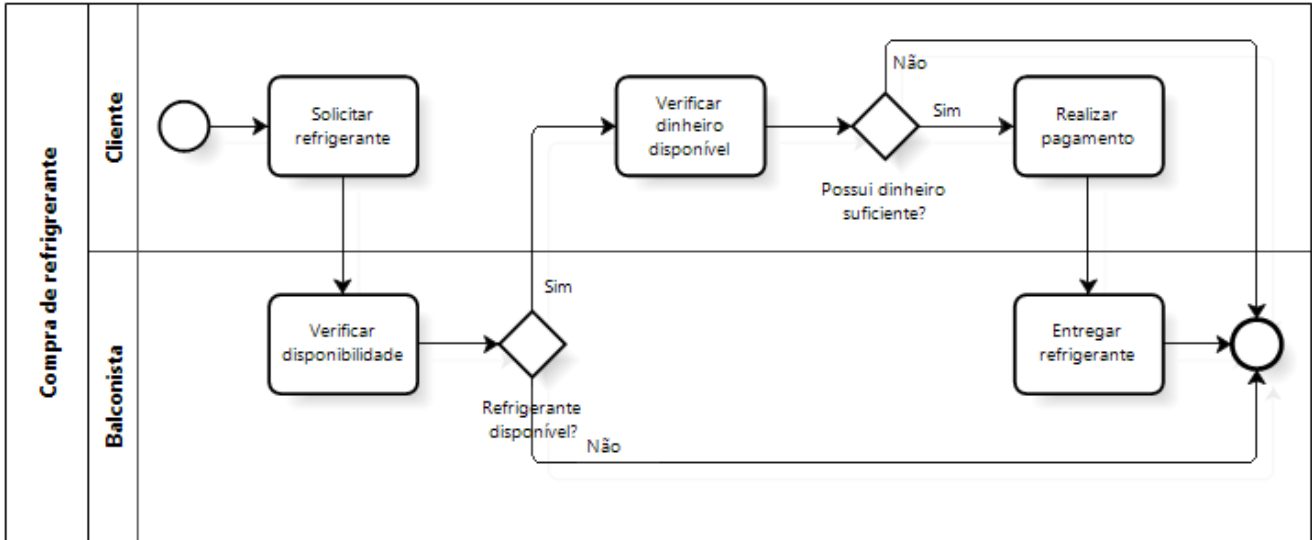 Compra de refrigrerante
Cliente
Solicitar
refrigerante
Verificar
dinheiro
disponível
Não
Sim
Possui dinheiro
suficiente?
Realizar
pagamento
Balconista
Verificar
disponibilidade
Sim
Refrigerante
disponível?
Não
Entregar
refrigerante